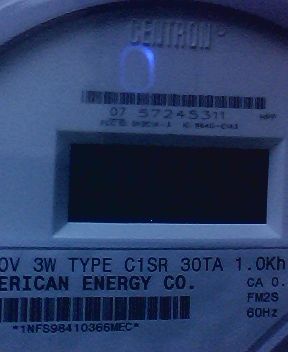 CENTRON®
07 57245311
0V 3W TYPE C1SR 30TA 1.0Kh
ERICAN ENERGY CO.
CA 0.
FM2S
60Hz
*1NFS98410366MEC*